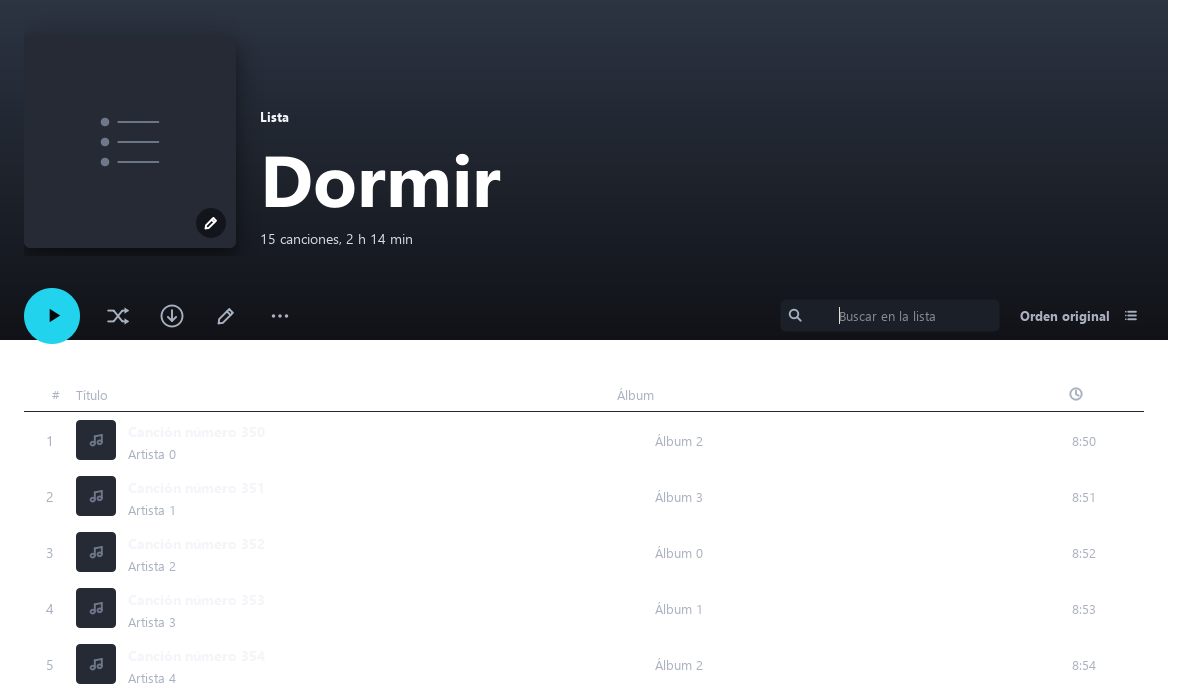 Lista
Dormir
15 canciones, 2 h 14 min
Buscar en la lista
Orden original
# Título Álbum
1 Canción número 350 Álbum 2 8:50
Artista 0
2 Canción número 351 Álbum 3 8:51
Artista 1
3 Canción número 352 Álbum 0 8:52
Artista 2
4 Canción número 353 Álbum 1 8:53
Artista 3
5 Canción número 354 Álbum 2 8:54
Artista 4